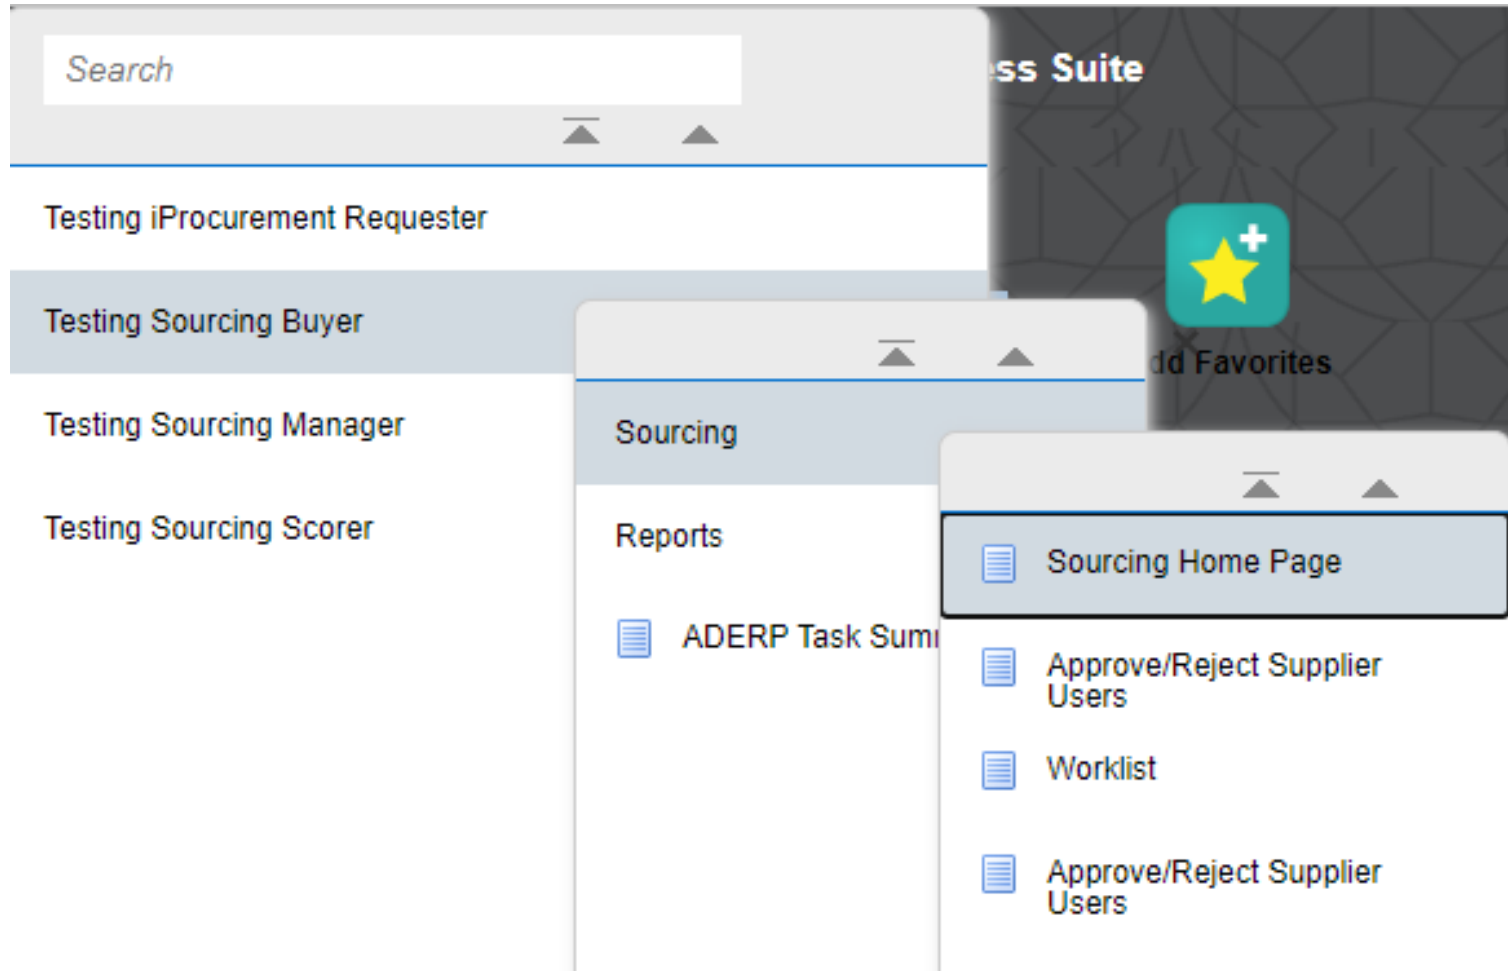 Search
ss Suite
Testing iProcurement Requester
Testing Sourcing Buyer
dd Favorites
Testing Sourcing Manager
Sourcing
Testing Sourcing Scorer
Reports
Sourcing Home Page
ADERP Task Sum
Approve/Reject Supplier
Users
Worklist
Approve/Reject Supplier
Users